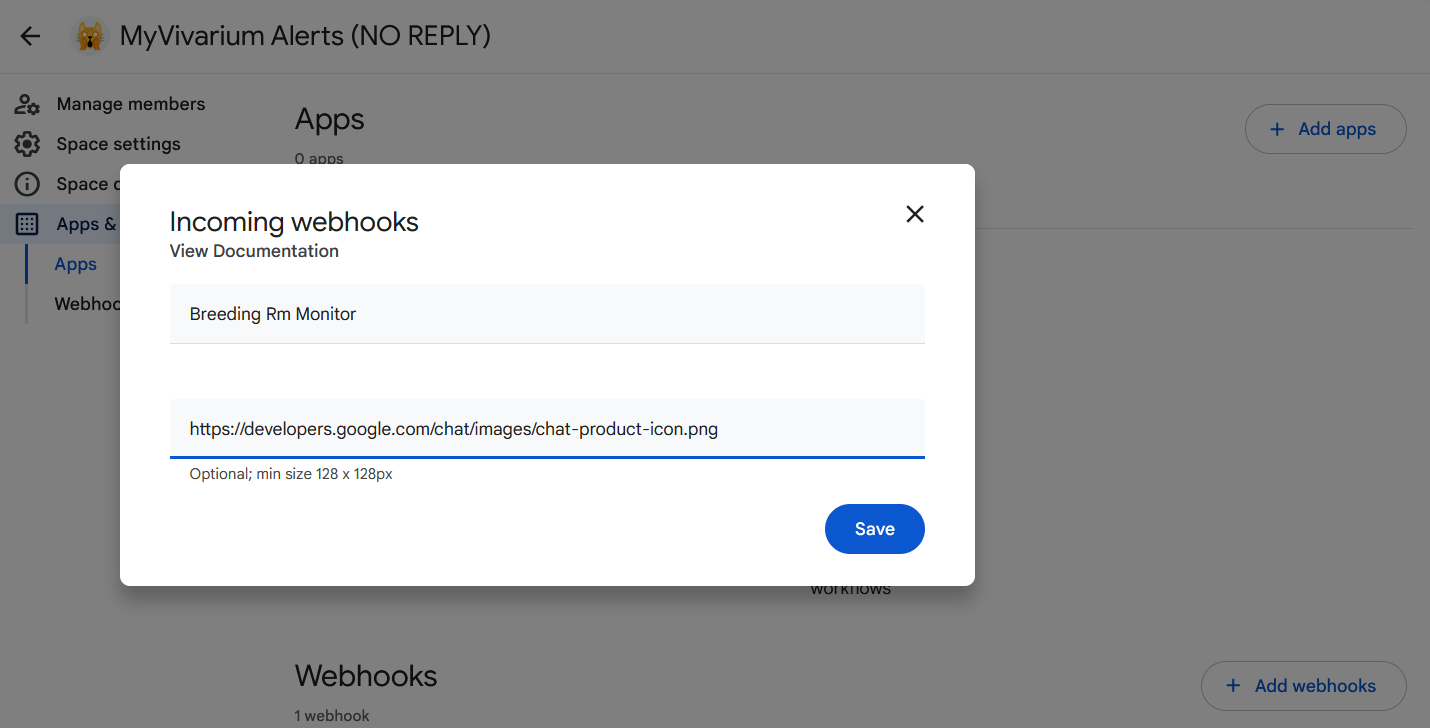 MyVivarium Alerts (NO REPLY)
Manage members
Space settings
Space
Apps &
Apps
Apps
0 apps
+ Add apps
Incoming webhooks
View Documentation
Breeding Rm Monitor
https://developers.google.com/chat/images/chat-product-icon.png
Optional; min size 128 x 128px
Save
workflows
Webhooks
1 webhook
+ Add webhooks